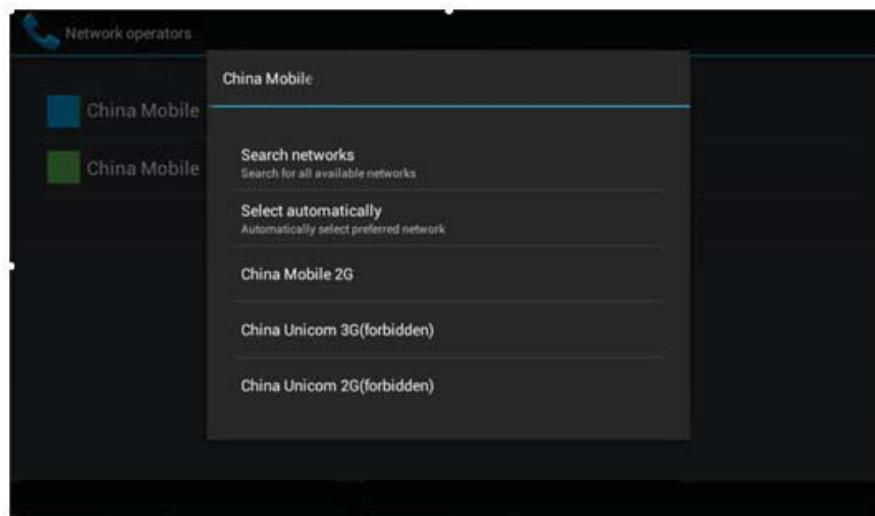 Network operators
China Mobile
China Mobile
China Mobile
Search networks
Search for all available networks
Select automatically
Automatically select preferred network
China Mobile 2G
China Unicom 3G(forbidden)
China Unicom 2G(forbidden)